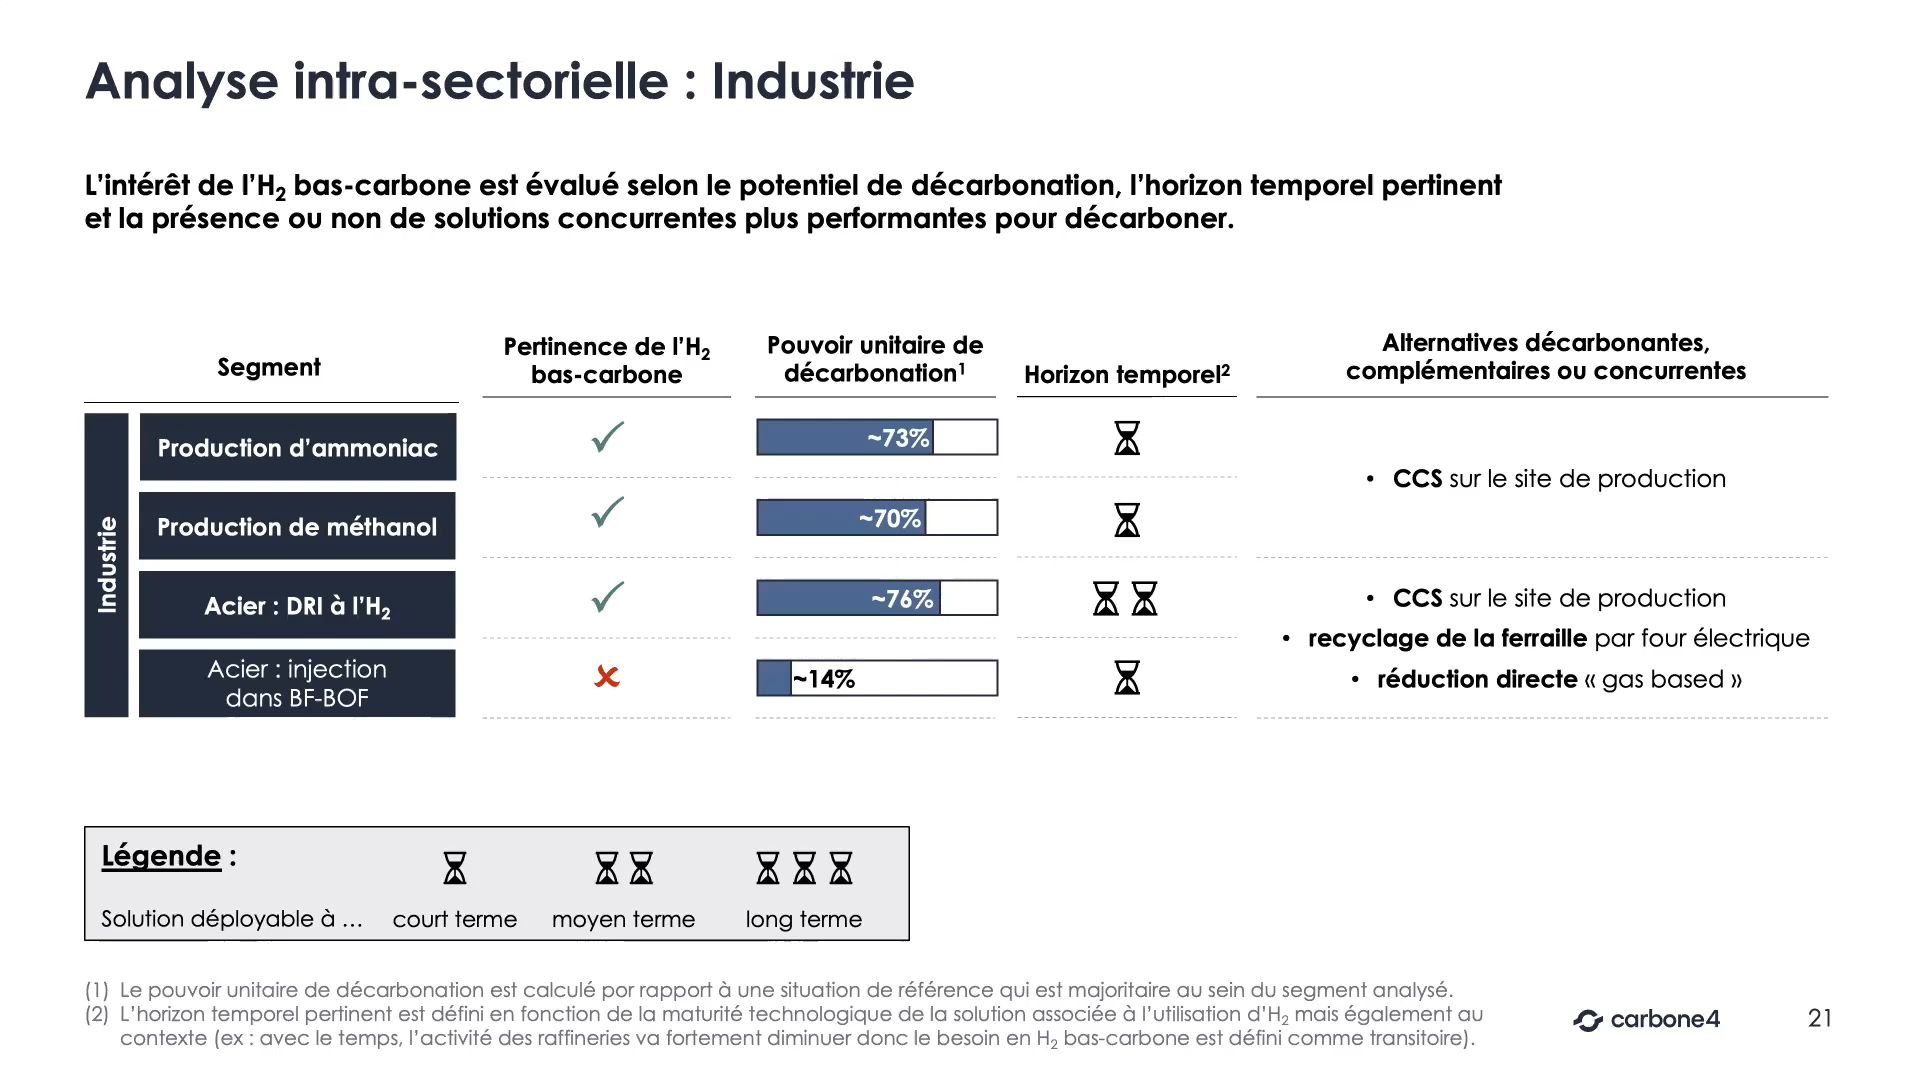 Analyse intra-sectorielle : Industrie
L’intérêt de l’H2 bas-carbone est évalué selon le potentiel de décarbonation, l’horizon temporel pertinent
et la présence ou non de solutions concurrentes plus performantes pour décarboner.
Segment
Pertinence de l’H2
bas-carbone
Pouvoir unitaire de
décarbonation1
Horizon temporel2
Alternatives décarbonantes,
complémentaires ou concurrentes
Industrie
Production d’ammoniac
~73%
• CCS sur le site de production
Production de méthanol
~70%
Acier : DRI à l’H2
~76%
• CCS sur le site de production
• recyclage de la ferraille par four électrique
• réduction directe « gas based »
Acier : injection
dans BF-BOF
~14%
Légende :
Solution déployable à …
court terme
moyen terme
long terme
(1) Le pouvoir unitaire de décarbonation est calculé por rapport à une situation de référence qui est majoritaire au sein du segment analysé.
(2) L’horizon temporel pertinent est défini en fonction de la maturité technologique de la solution associée à l’utilisation d’H2 mais également au
contexte (ex : avec le temps, l’activité des raffineries va fortement diminuer donc le besoin en H2 bas-carbone est défini comme transitoire).
carbone4
21